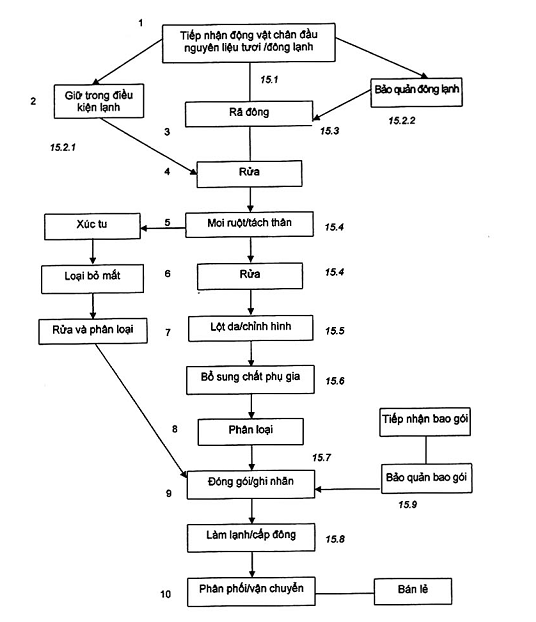 1
Tiếp nhận động vật chân đầu
nguyên liệu tươi /đông lạnh
15.1
2
Giữ trong điều
kiện lạnh
Bảo quản đông lạnh
15.2.1
15.2.2
3
Rã đông
15.3
4
Rửa
Xúc tu
5
Moi ruột/tách thân
15.4
Loại bỏ mắt
6
Rửa
15.4
Rửa và phân loại
7
Lột da/chỉnh hình
15.5
Bổ sung chất phụ gia
15.6
8
Phân loại
Tiếp nhận bao gói
15.7
9
Đóng gói/ghi nhãn
Bảo quản bao gói
15.9
Làm lạnh/cấp đông
15.8
10
Phân phối/vận chuyển
Bán lẻ